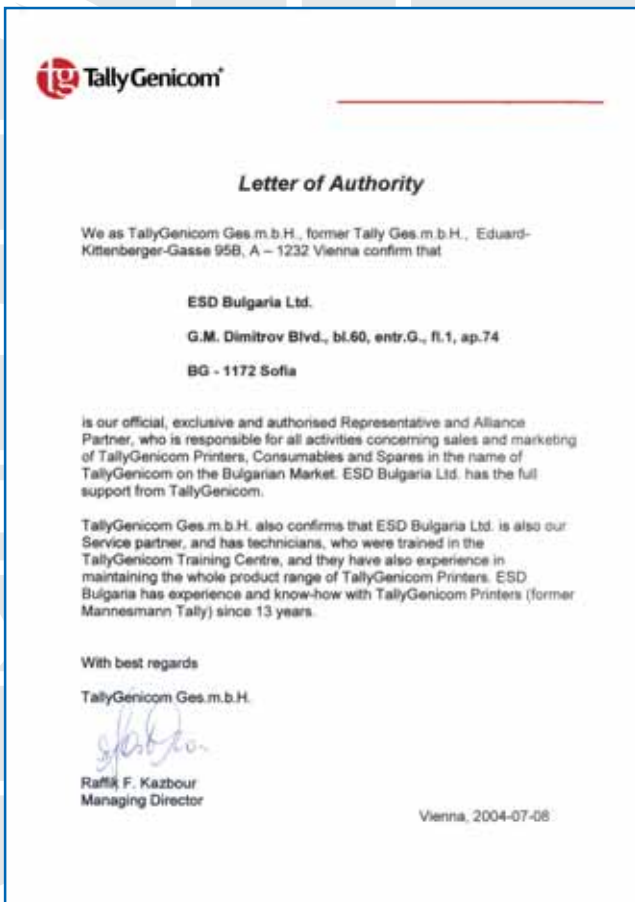 tg TallyGenicom
Letter of Authority
We as TallyGenicom Ges.m.b.H., former Tally Ges.m.b.H., Eduard-
Kittenberger-Gasse 95B, A – 1232 Vienna confirm that
ESD Bulgaria Ltd.
G.M. Dimitrov Blvd., bl.60, entr.G., fl.1, ap.74
BG - 1172 Sofia
is our official, exclusive and authorised Representative and Alliance
Partner, who is responsible for all activities concerning sales and marketing
of TallyGenicom Printers, Consumables and Spares in the name of
TallyGenicom on the Bulgarian Market. ESD Bulgaria Ltd. has the full
support from TallyGenicom.
TallyGenicom Ges.m.b.H. also confirms that ESD Bulgaria Ltd. is also our
Service partner, and has technicians, who were trained in the
TallyGenicom Training Centre, and they have also experience in
maintaining the whole product range of TallyGenicom Printers. ESD
Bulgaria has experience and know-how with TallyGenicom Printers (former
Mannesmann Tally) since 13 years.
With best regards
TallyGenicom Ges.m.b.H.
Raffik F. Kazbour
Managing Director
Vienna, 2004-07-08